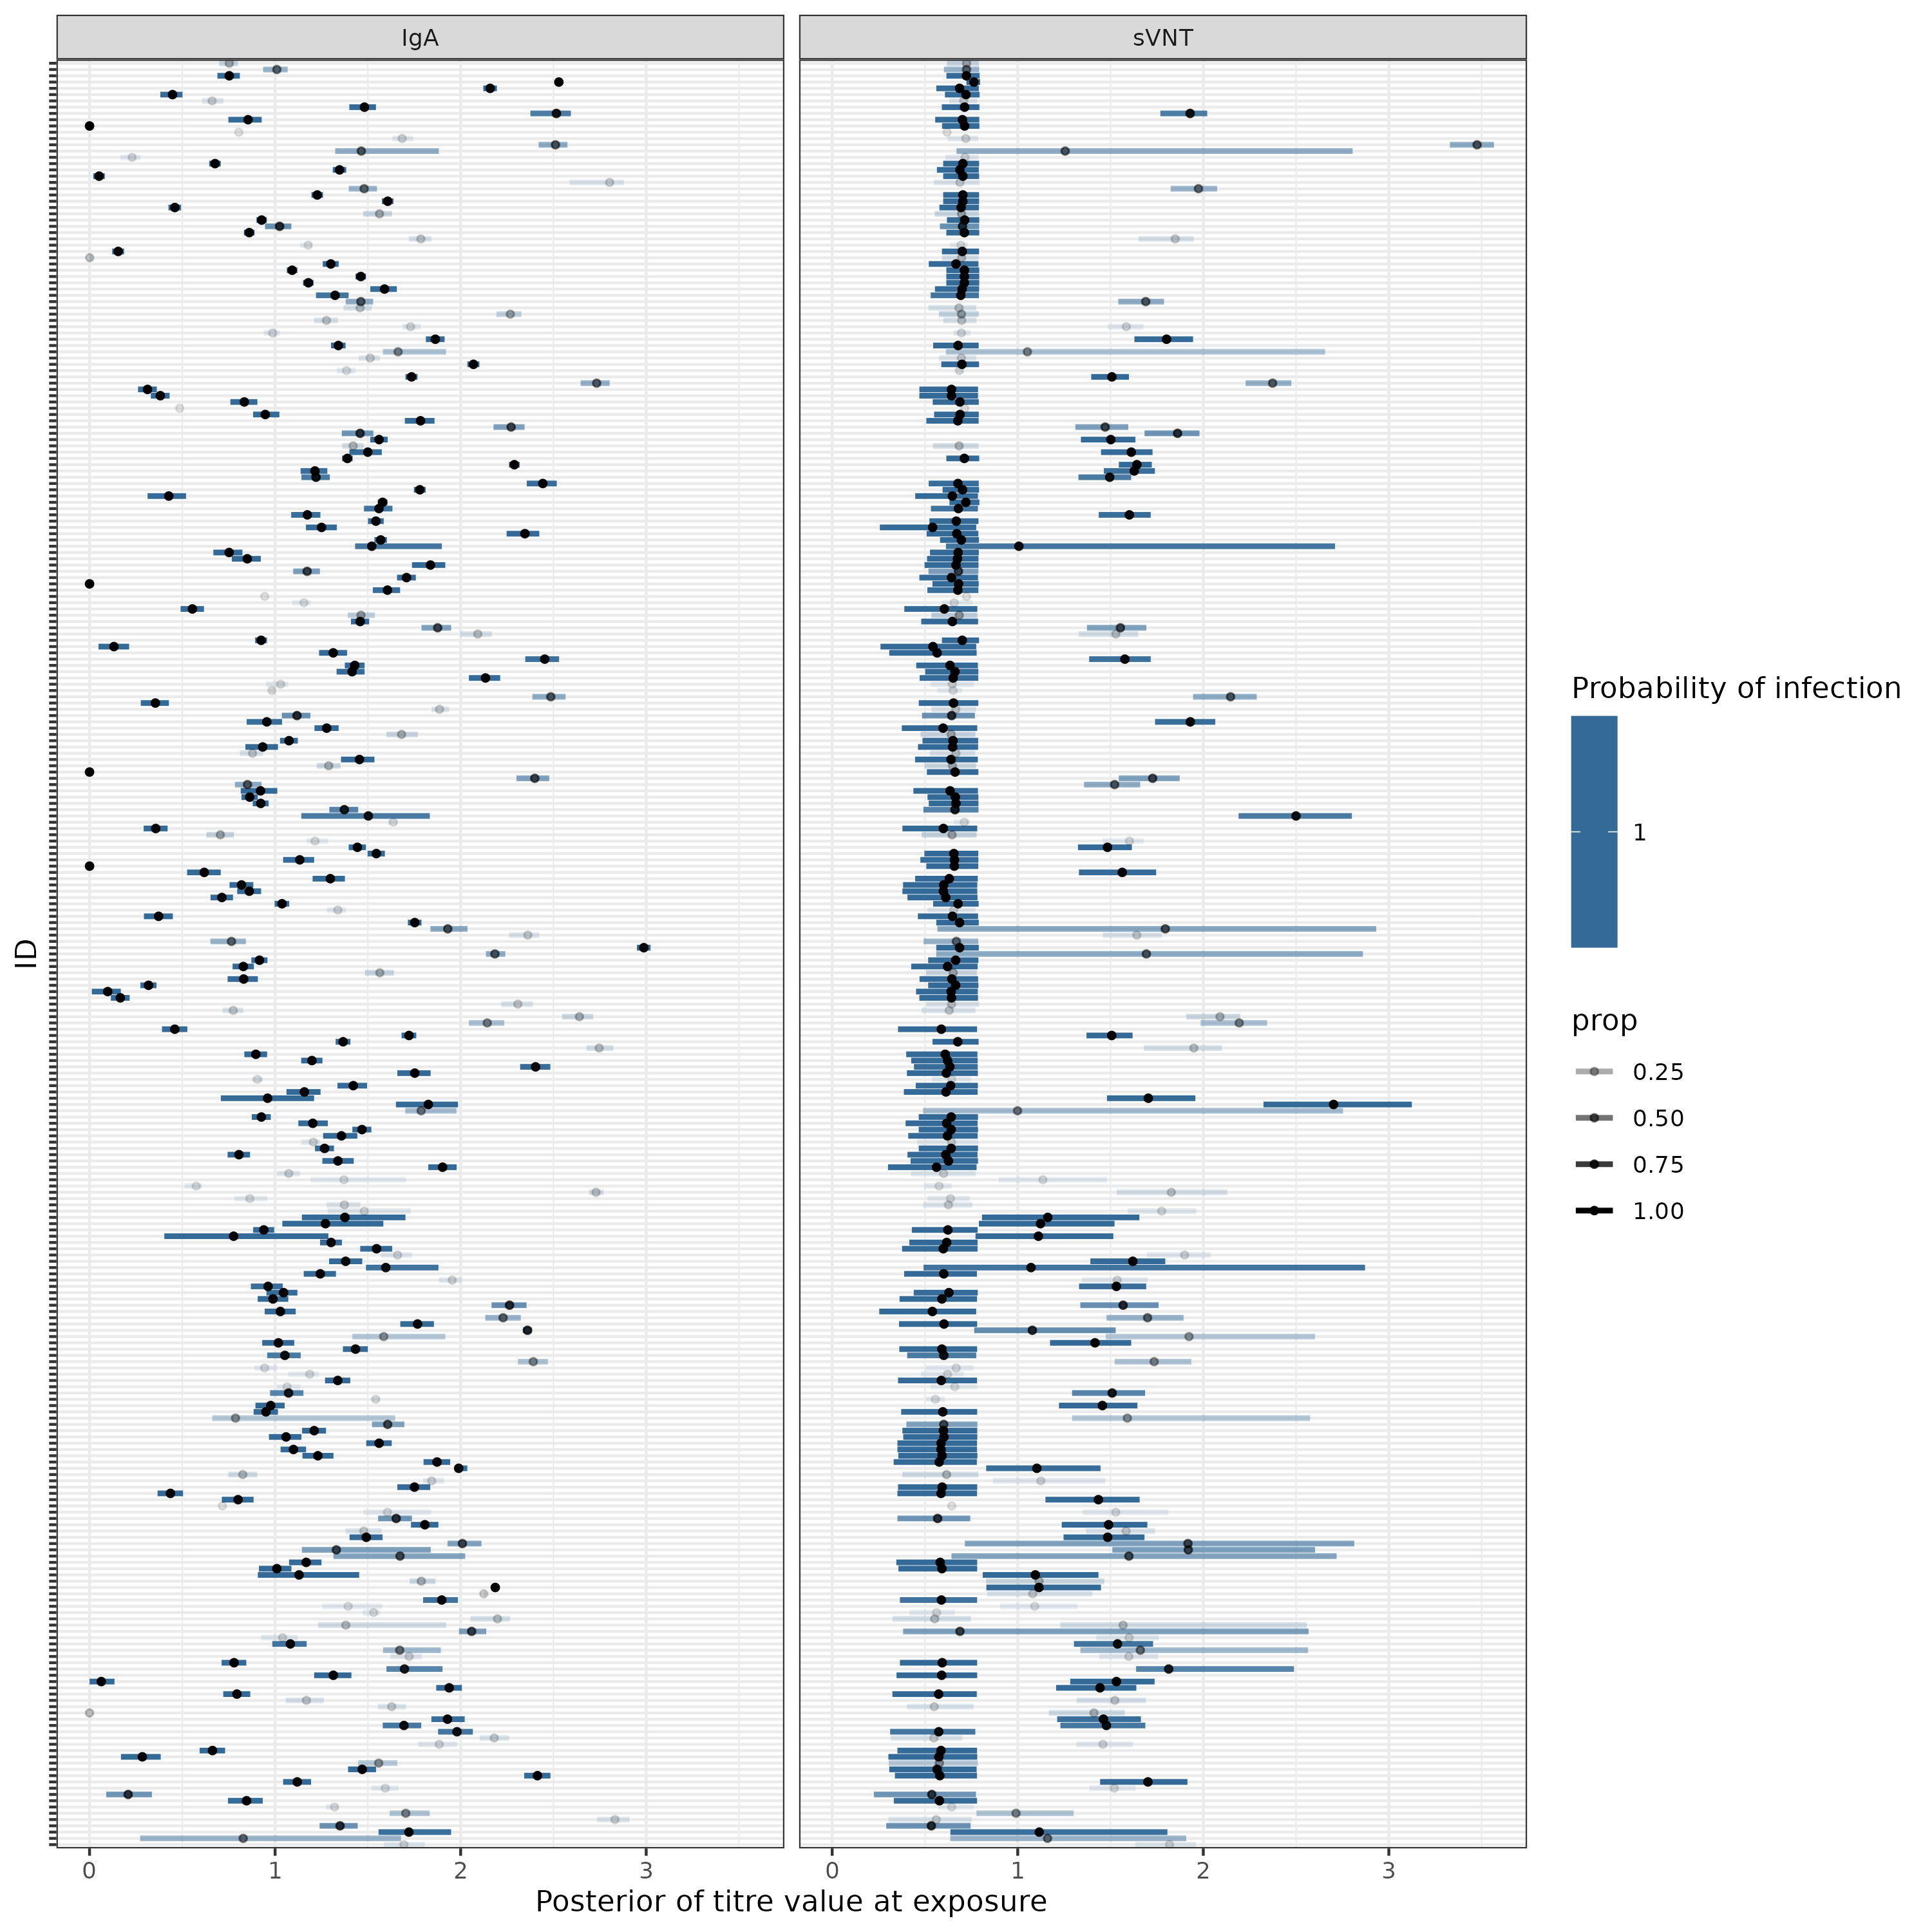 IgA
sVNT
ID
0 1 2 3
0 1 2 3
Posterior of titre value at exposure
Probability of infection
1
prop
0.25
0.50
0.75
1.00